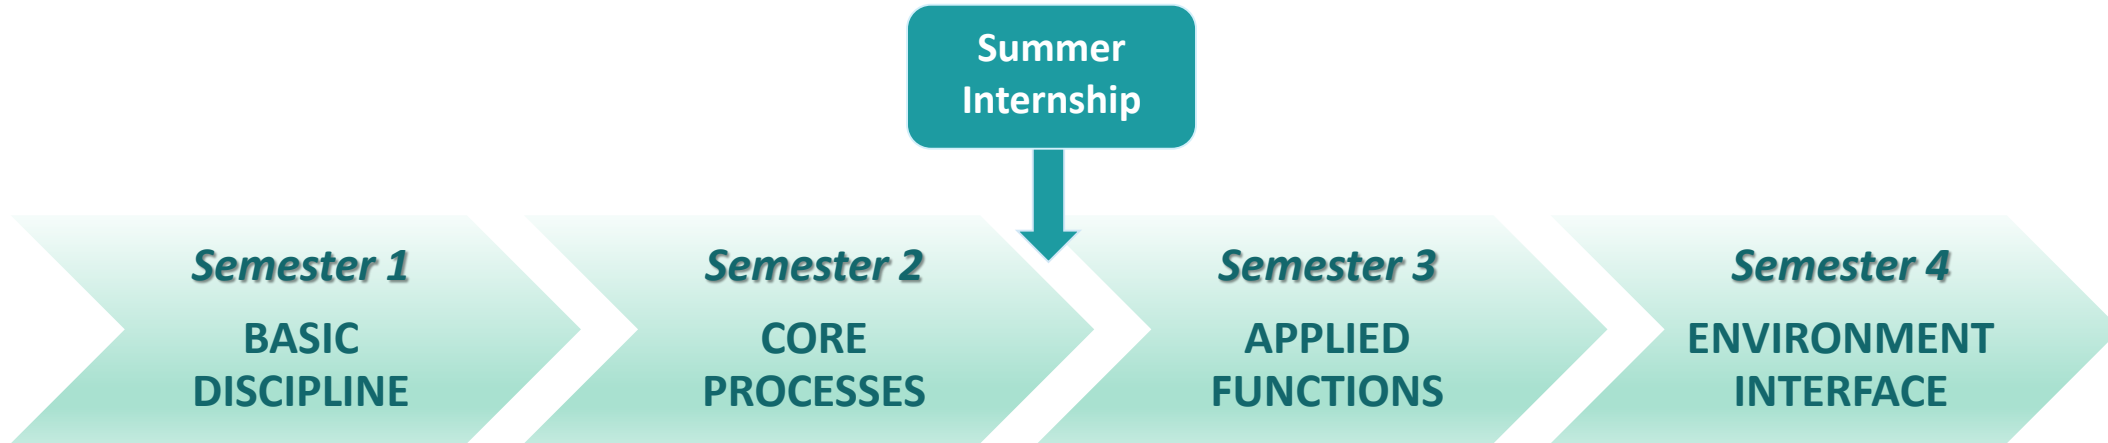 Summer
Internship
Semester 1
BASIC
DISCIPLINE
Semester 2
CORE
PROCESSES
Semester 3
APPLIED
FUNCTIONS
Semester 4
ENVIRONMENT
INTERFACE